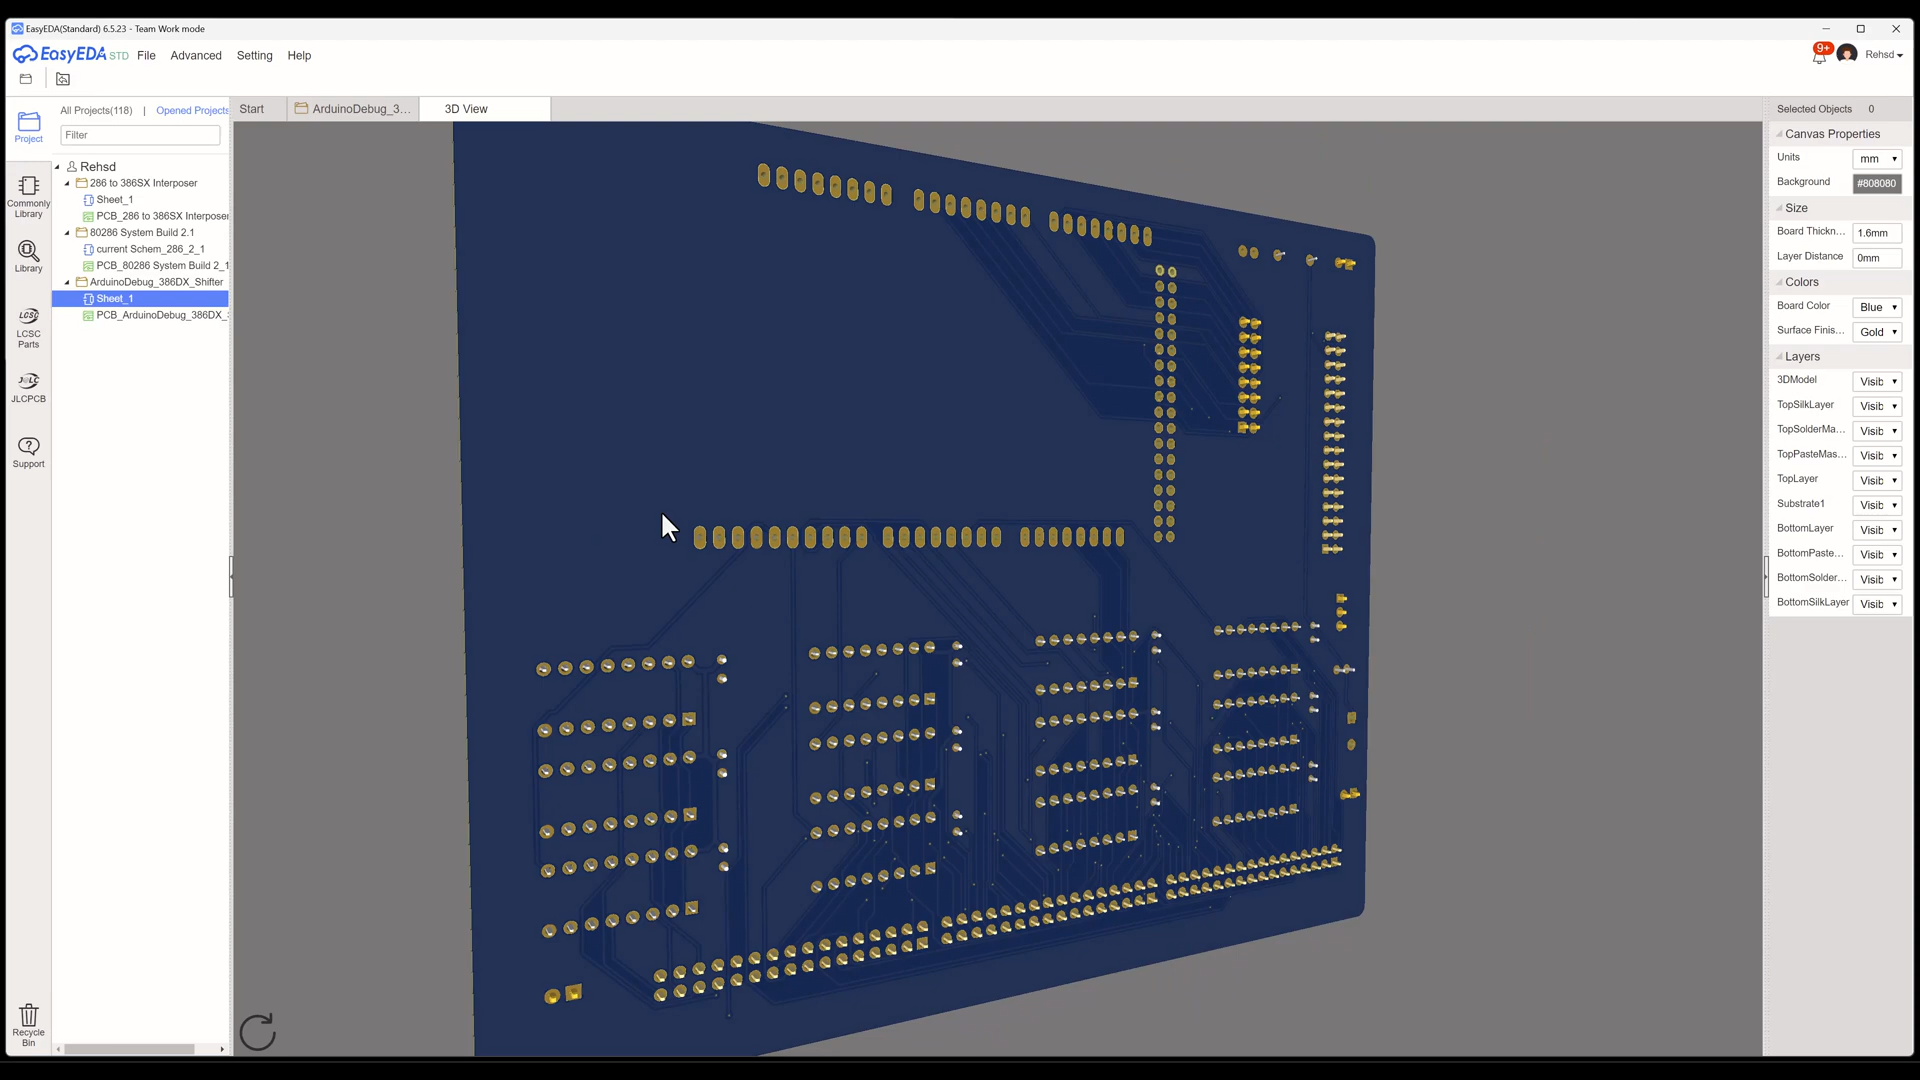 EasyEDA(Standard) 6.5.23 - Team Work mode
EasyEDA STD File Advanced Setting Help
9+ Rehsd
All Projects(118) | Opened Projects
Filter
Start ArduinoDebug_3... 3D View
Project
Commonly
Library
Library
LCSC
LCSC
Parts
J@LC
JLCPCB
Support
Recycle
Bin
Rehsd
286 to 386SX Interposer
Sheet_1
PCB_286 to 386SX Interposer
80286 System Build 2.1
current Schem_286_2_1
PCB_80286 System Build 2_1
ArduinoDebug_386DX_Shifter
Sheet_1
PCB_ArduinoDebug_386DX_
Selected Objects 0
Canvas Properties
Units mm
Background #808080
Size
Board Thickn... 1.6mm
Layer Distance 0mm
Colors
Board Color Blue
Surface Finis... Gold
Layers
3DModel Visib
TopSilkLayer Visib
TopSolderMa... Visib
TopPasteMas... Visib
TopLayer Visib
Substrate1 Visib
BottomLayer Visib
BottomPaste... Visib
BottomSolder... Visib
BottomSilkLayer Visib